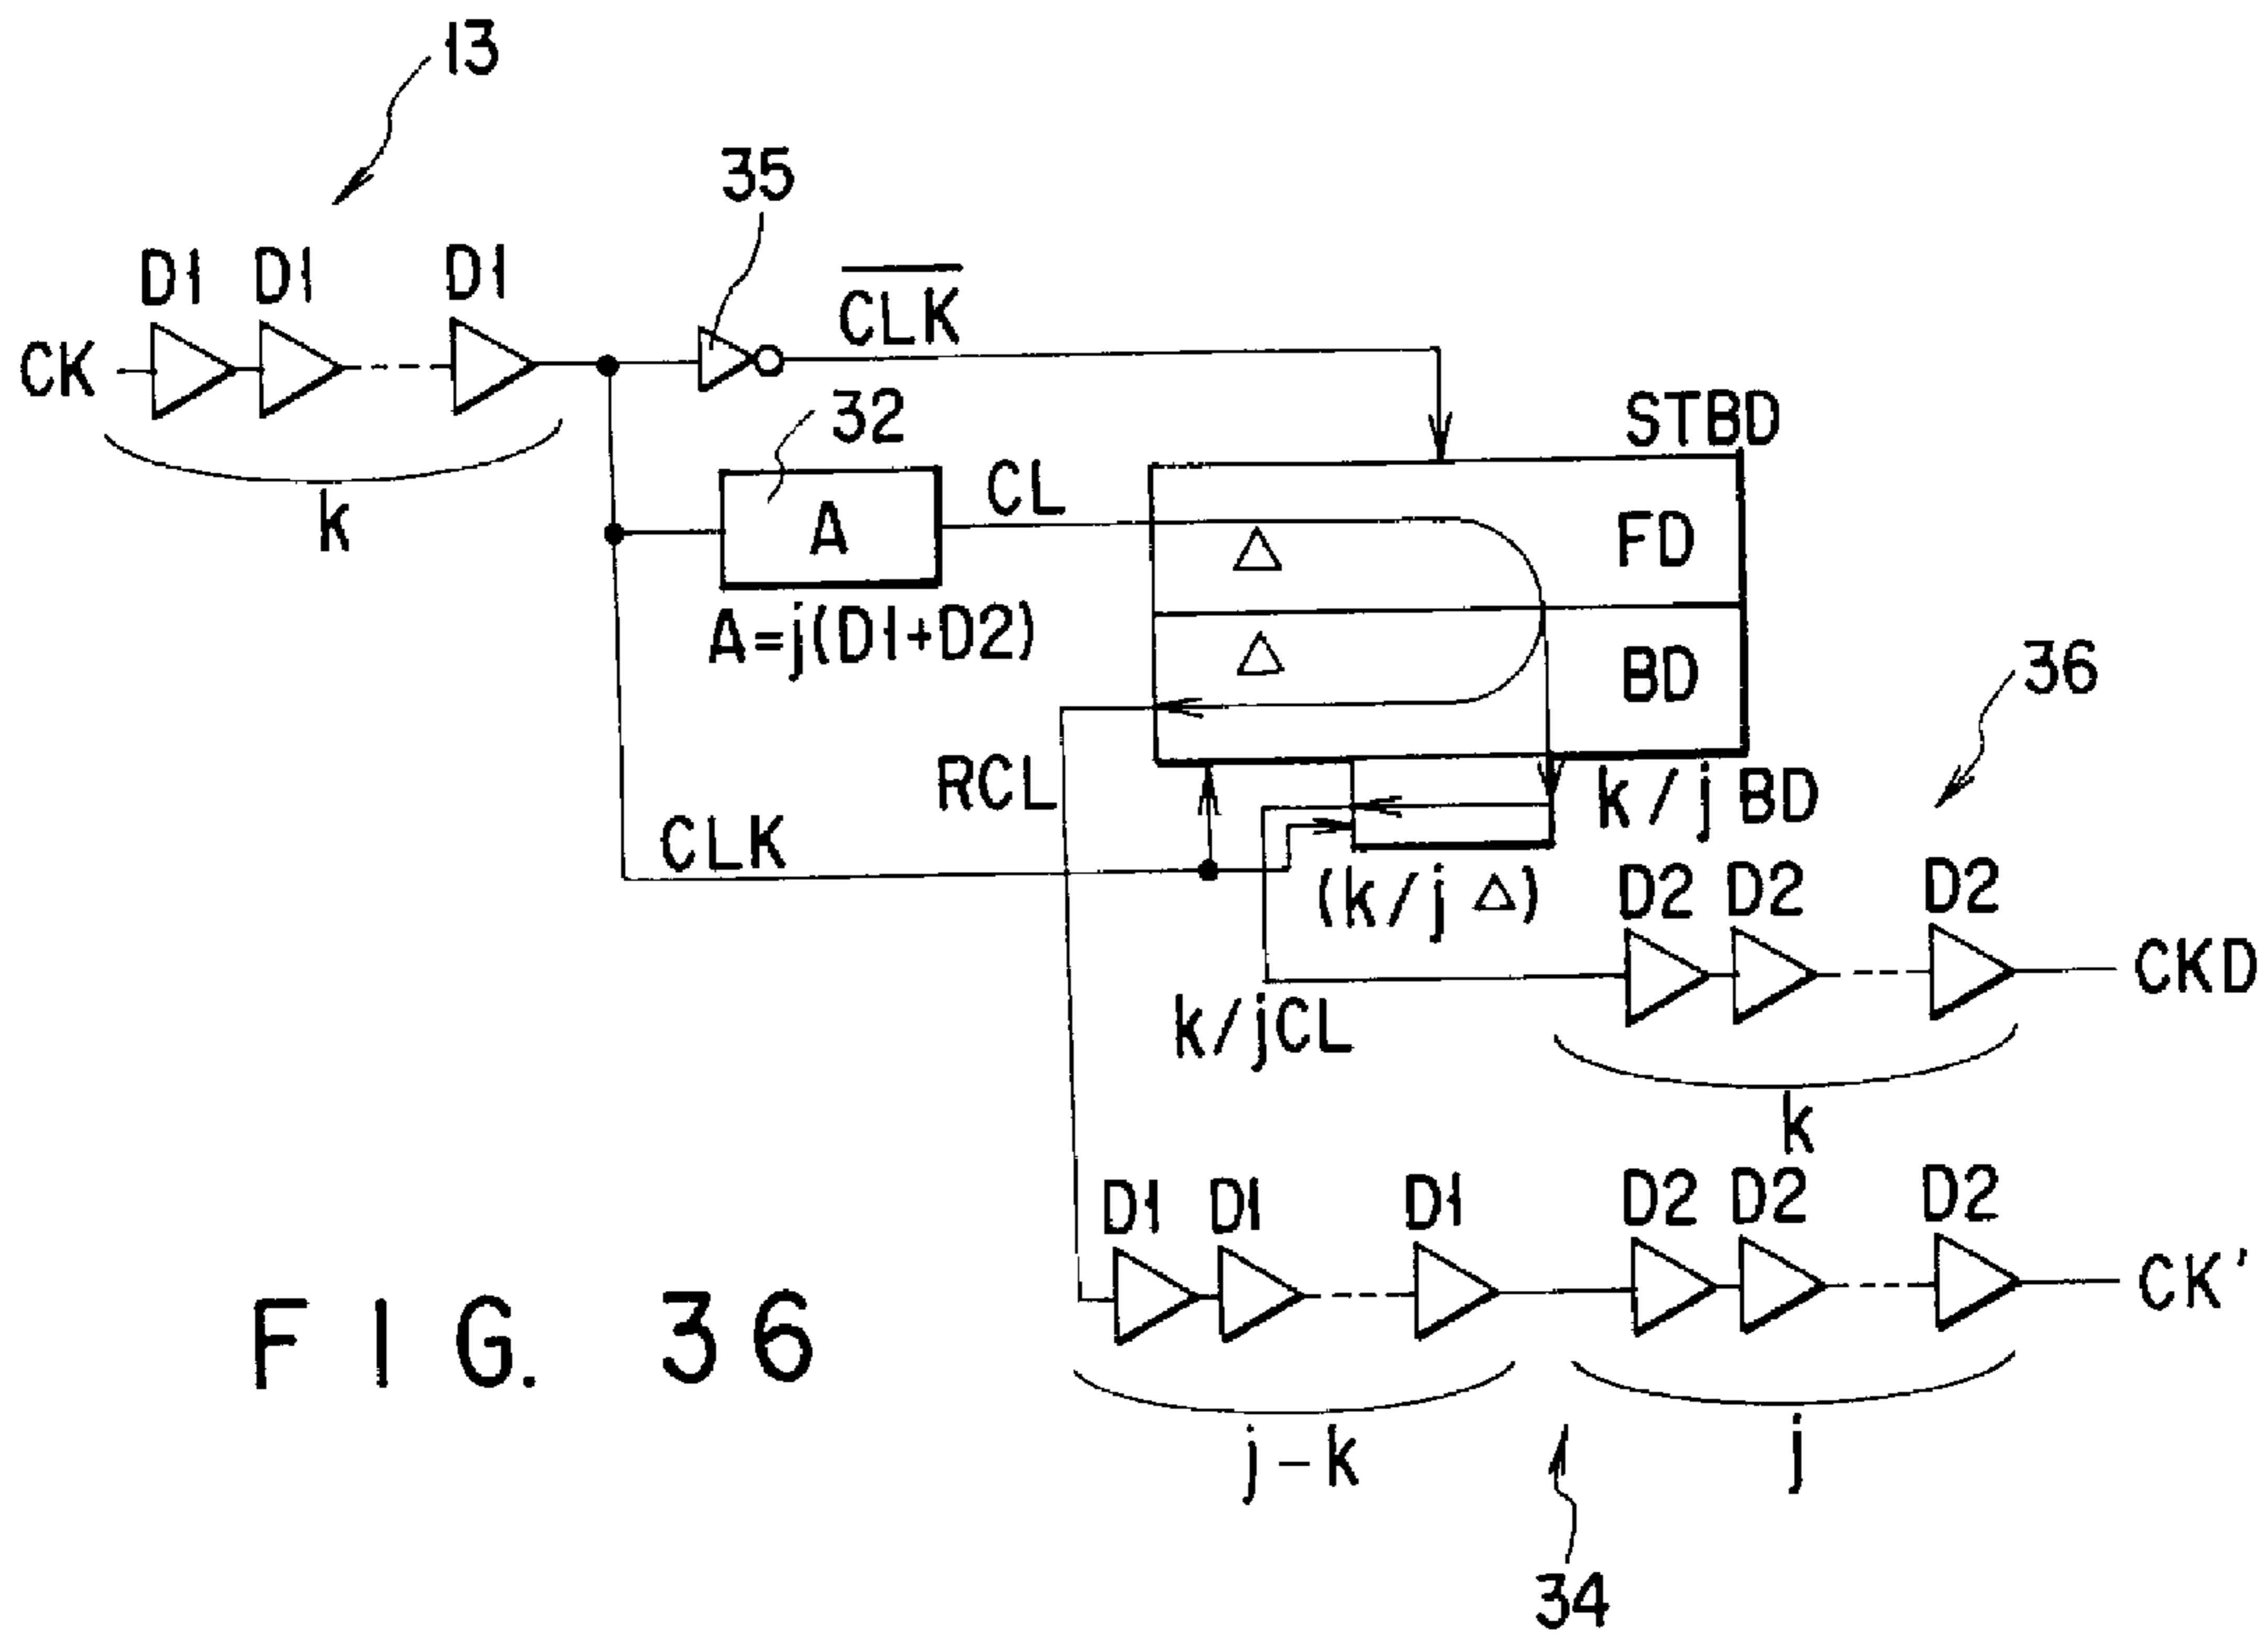 13
35
D1 D1 D1
CLK
CK
32
STBD
CL
FD
A
k
A=j(D1+D2)
△
△
BD
36
RCL
k/j BD
CLK
(k/j △)
D2 D2 D2
CKD
k/jCL
k
D1 D1 D1 D2 D2 D2
CK'
FIG. 36
j-k
j
34